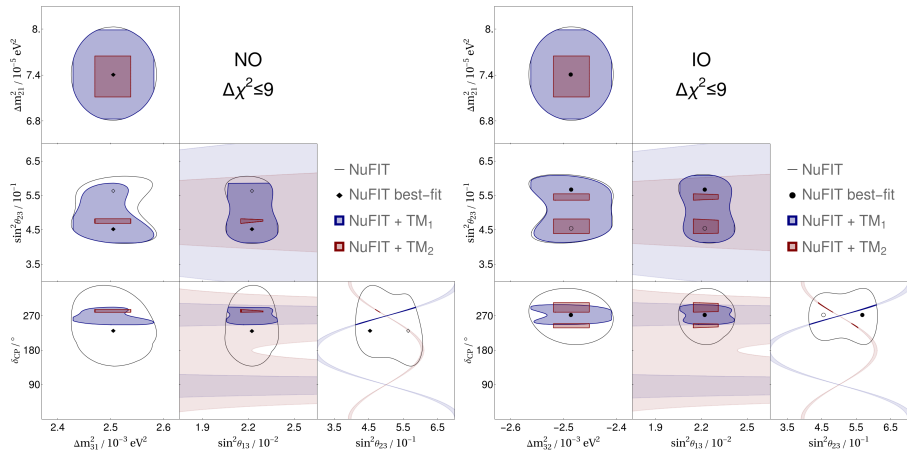 8.
7.4
6.8
Δm²₂₁ / 10⁻⁵ eV²
NO
Δχ²≤9
6.5
5.5
4.5
3.5
sin²θ₂₃ / 10⁻¹
NuFIT
NuFIT best-fit
NuFIT + TM₁
NuFIT + TM₂
270
180
90
δCP / °
2.4
2.5
2.6
Δm²₃₁ / 10⁻³ eV²
1.9
2.2
2.5
sin²θ₁₃ / 10⁻²
3.5
4.5
5.7
7.0
sin²θ₂₃ / 10⁻¹
8.
7.4
6.8
Δm²₂₁ / 10⁻⁵ eV²
IO
Δχ²≤9
6.5
5.5
4.5
3.5
sin²θ₂₃ / 10⁻¹
NuFIT
NuFIT best-fit
NuFIT + TM₁
NuFIT + TM₂
270
180
90
δCP / °
-2.6
-2.5
-2.4
Δm²₃₂ / 10⁻³ eV²
1.9
2.2
2.5
sin²θ₁₃ / 10⁻²
3.5
4.5
5.7
7.0
sin²θ₂₃ / 10⁻¹